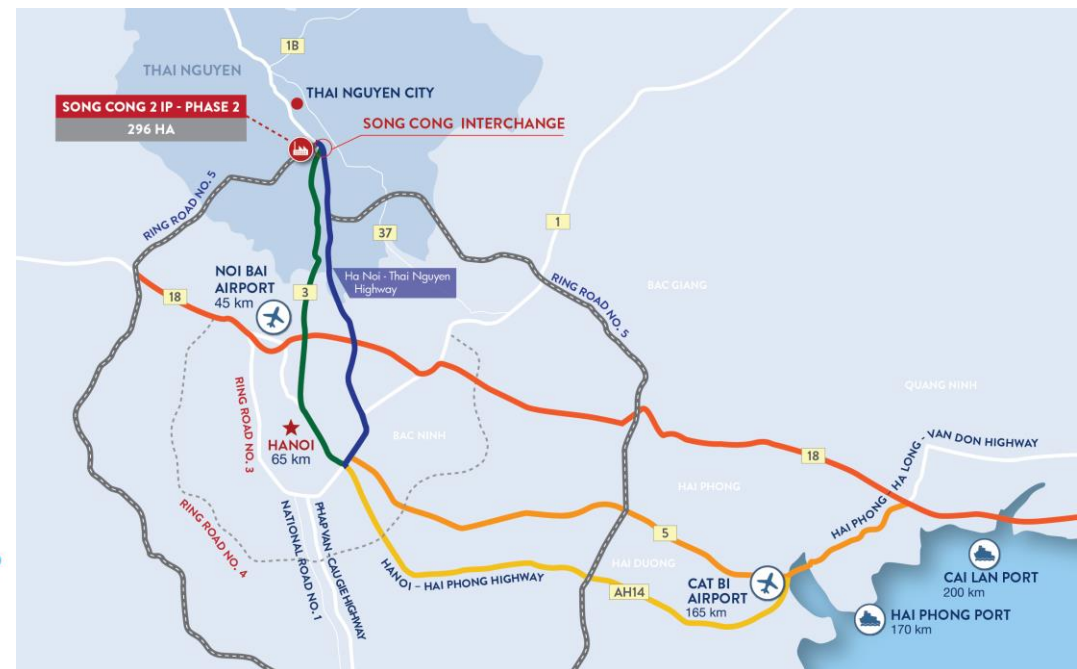 1B
THAI NGUYEN
THAI NGUYEN CITY
SONG CONG 2 IP - PHASE 2
296 HA
SONG CONG INTERCHANGE
RING ROAD NO. 5
37
1
NOI BAI
AIRPORT
45 km
18
3
Ha Noi - Thai Nguyen
Highway
RING ROAD NO. 5
BAC GIANG
QUANG NINH
RING ROAD NO. 3
HANOI
65 km
BAC NINH
18
HAI PHONG - HA LONG - VAN DON HIGHWAY
HAI PHONG
RING ROAD NO. 4
NATIONAL ROAD NO. 1
PHAP VAN - CAU GIE HIGHWAY
HANOI – HAI PHONG HIGHWAY
5
HAI DUONG
AH14
CAT BI
AIRPORT
165 km
CAI LAN PORT
200 km
HAI PHONG PORT
170 km